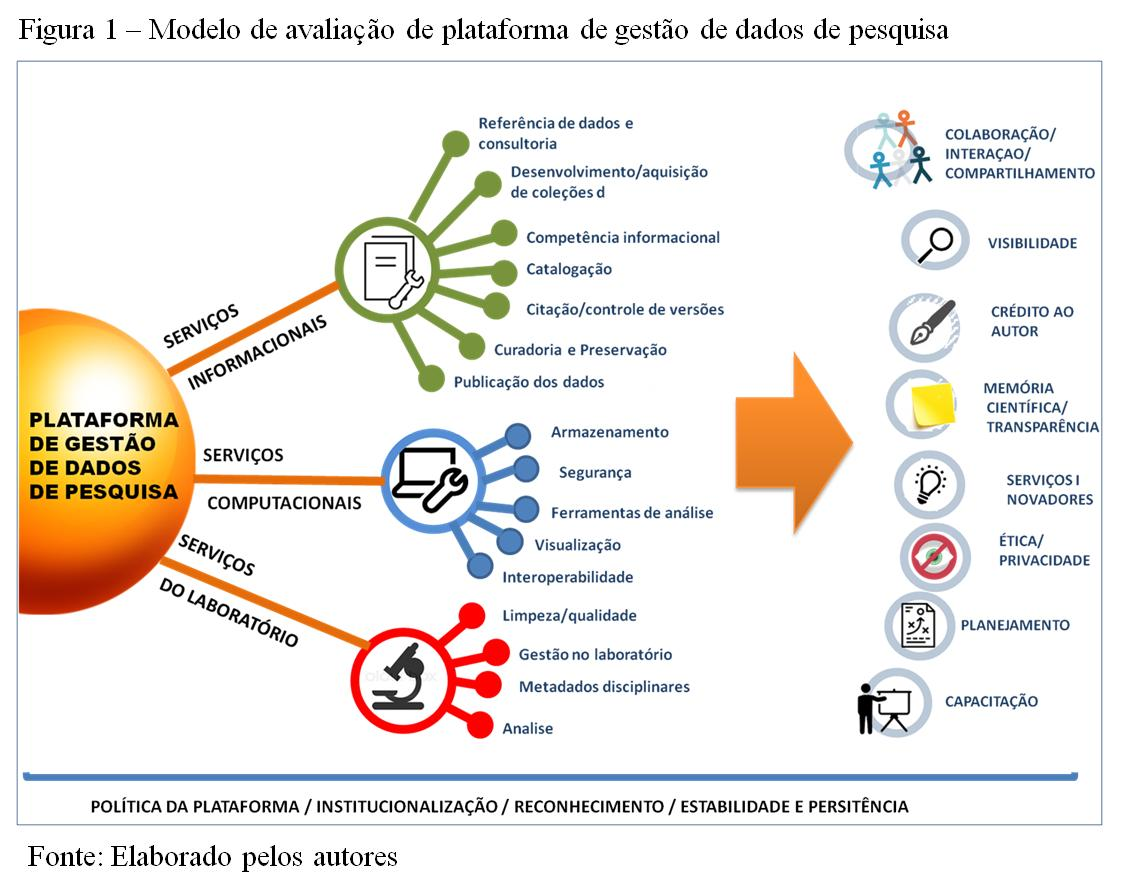 Figura 1 – Modelo de avaliação de plataforma de gestão de dados de pesquisa
Referência de dados e
consultoria
Desenvolvimento/aquisição
de coleções d
Competência informacional
Catalogação
Citação/controle de versões
Curadoria e Preservação
Publicação dos dados
SERVIÇOS
INFORMACIONAIS
PLATAFORMA
DE GESTÃO
DE DADOS
DE PESQUISA
SERVIÇOS
COMPUTACIONAIS
Armazenamento
Segurança
Ferramentas de análise
Visualização
Interoperabilidade
SERVIÇOS
DO LABORATÓRIO
Limpeza/qualidade
Gestão no laboratório
Metadados disciplinares
Analise
COLABORAÇÃO/
INTERAÇAO/
COMPARTILHAMENTO
VISIBILIDADE
CRÉDITO AO
AUTOR
MEMÓRIA
CIENTÍFICA/
TRANSPARÊNCIA
SERVIÇOS I
NOVADORES
ÉTICA/
PRIVACIDADE
PLANEJAMENTO
CAPACITAÇÃO
POLÍTICA DA PLATAFORMA / INSTITUCIONALIZAÇÃO / RECONHECIMENTO / ESTABILIDADE E PERSITÊNCIA
Fonte: Elaborado pelos autores